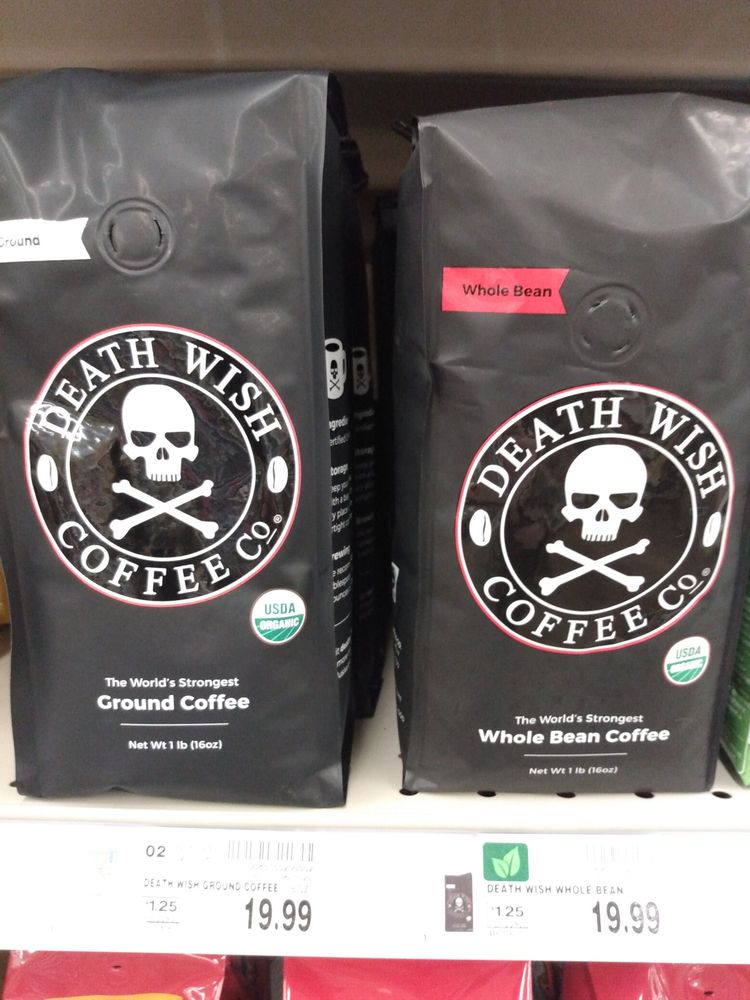 Ground
DEATH WISH
COFFEE Co®
USDA
ORGANIC
The World's Strongest
Ground Coffee
Net Wt 1 lb (16oz)
Whole Bean
DEATH WISH
COFFEE Co®
USDA
ORGANIC
The World's Strongest
Whole Bean Coffee
Net Wt 1 lb (16oz)
02
DEATH WISH GROUND COFFEE
1.25
19.99
DEATH WISH WHOLE BEAN
1.25
19.99